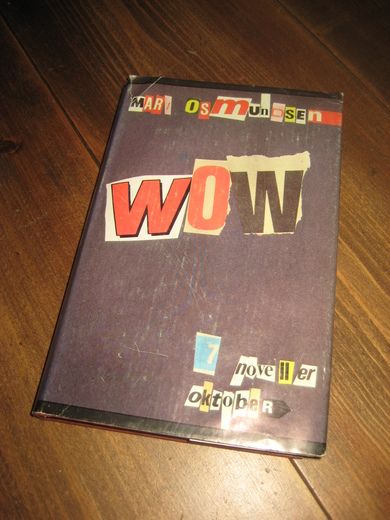 MARI OSMUNDSEN
WOW
7 noveller
oktober